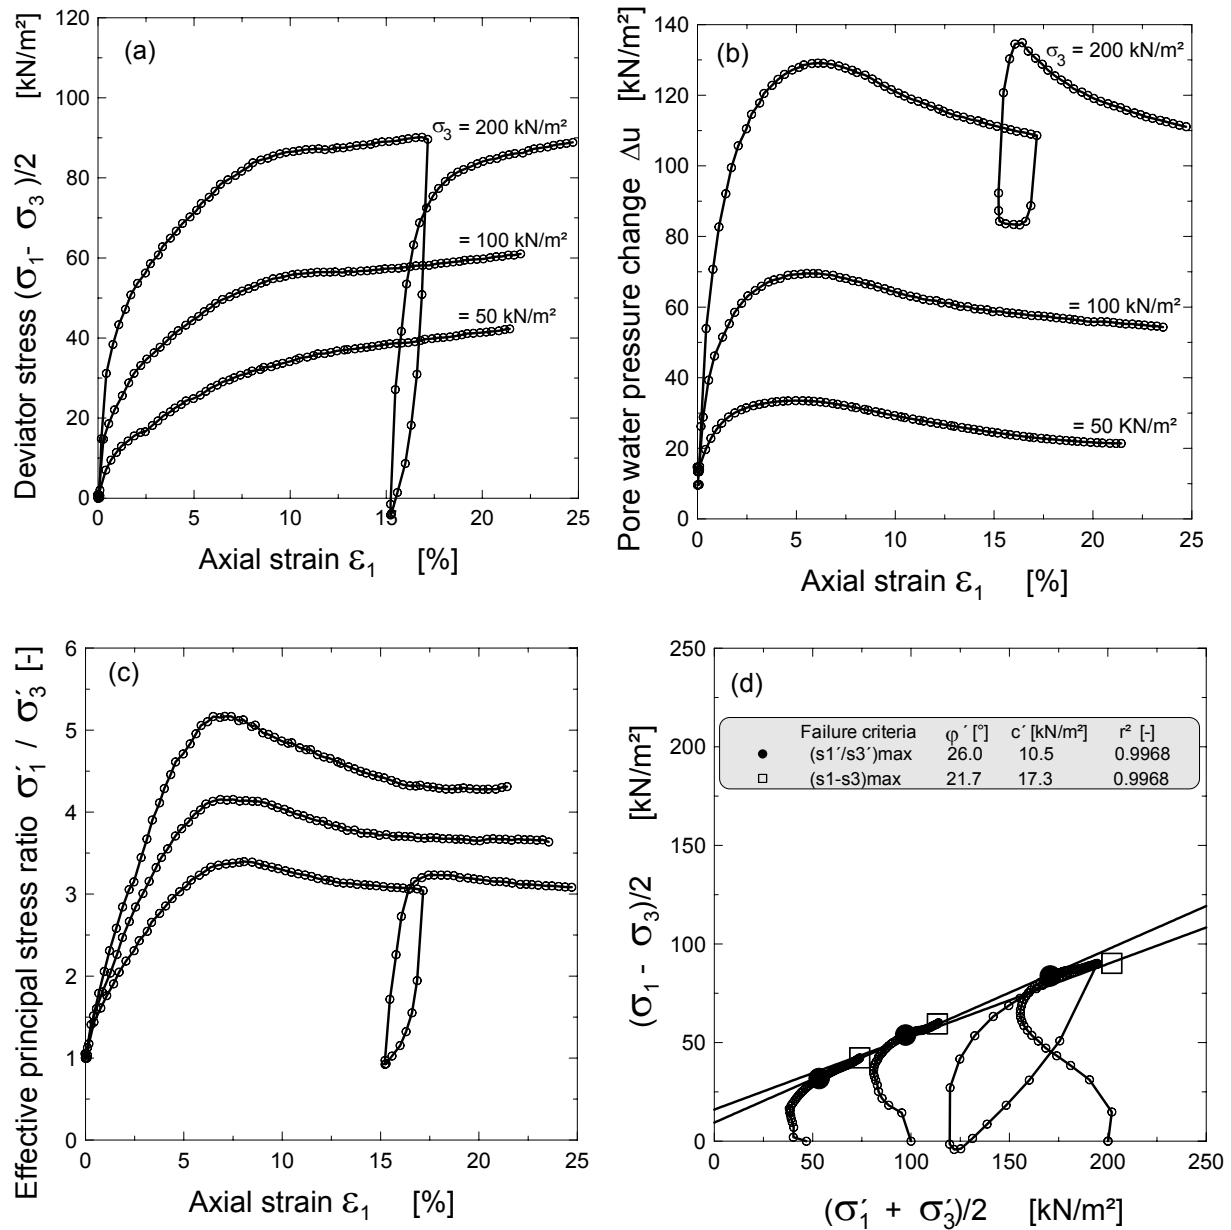 (a)
Deviator stress (σ1- σ3)/2 [kN/m²]
120
100
80
60
40
20
0
σ3 = 200 kN/m²
= 100 kN/m²
= 50 kN/m²
0 5 10 15 20 25
Axial strain ε1 [%]
(b)
Pore water pressure change Δu [kN/m²]
140
120
100
80
60
40
20
0
σ3 = 200 kN/m²
= 100 kN/m²
= 50 KN/m²
0 5 10 15 20 25
Axial strain ε1 [%]
(c)
Effective principal stress ratio σ1´ / σ3´ [-]
6
5
4
3
2
1
0
0 5 10 15 20 25
Axial strain ε1 [%]
(d)
(σ1 - σ3)/2 [kN/m²]
250
200
150
100
50
0
Failure criteria φ´ [°] c´ [kN/m²] r² [-]
(s1´/s3´)max 26.0 10.5 0.9968
(s1-s3)max 21.7 17.3 0.9968
0 50 100 150 200 250
(σ1´ + σ3´)/2 [kN/m²]